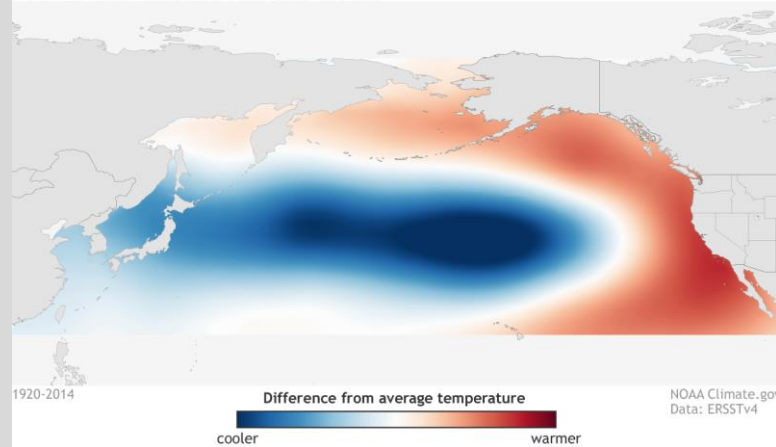 1920-2014
Difference from average temperature
cooler
warmer
NOAA Climate.gov
Data: ERSSTv4